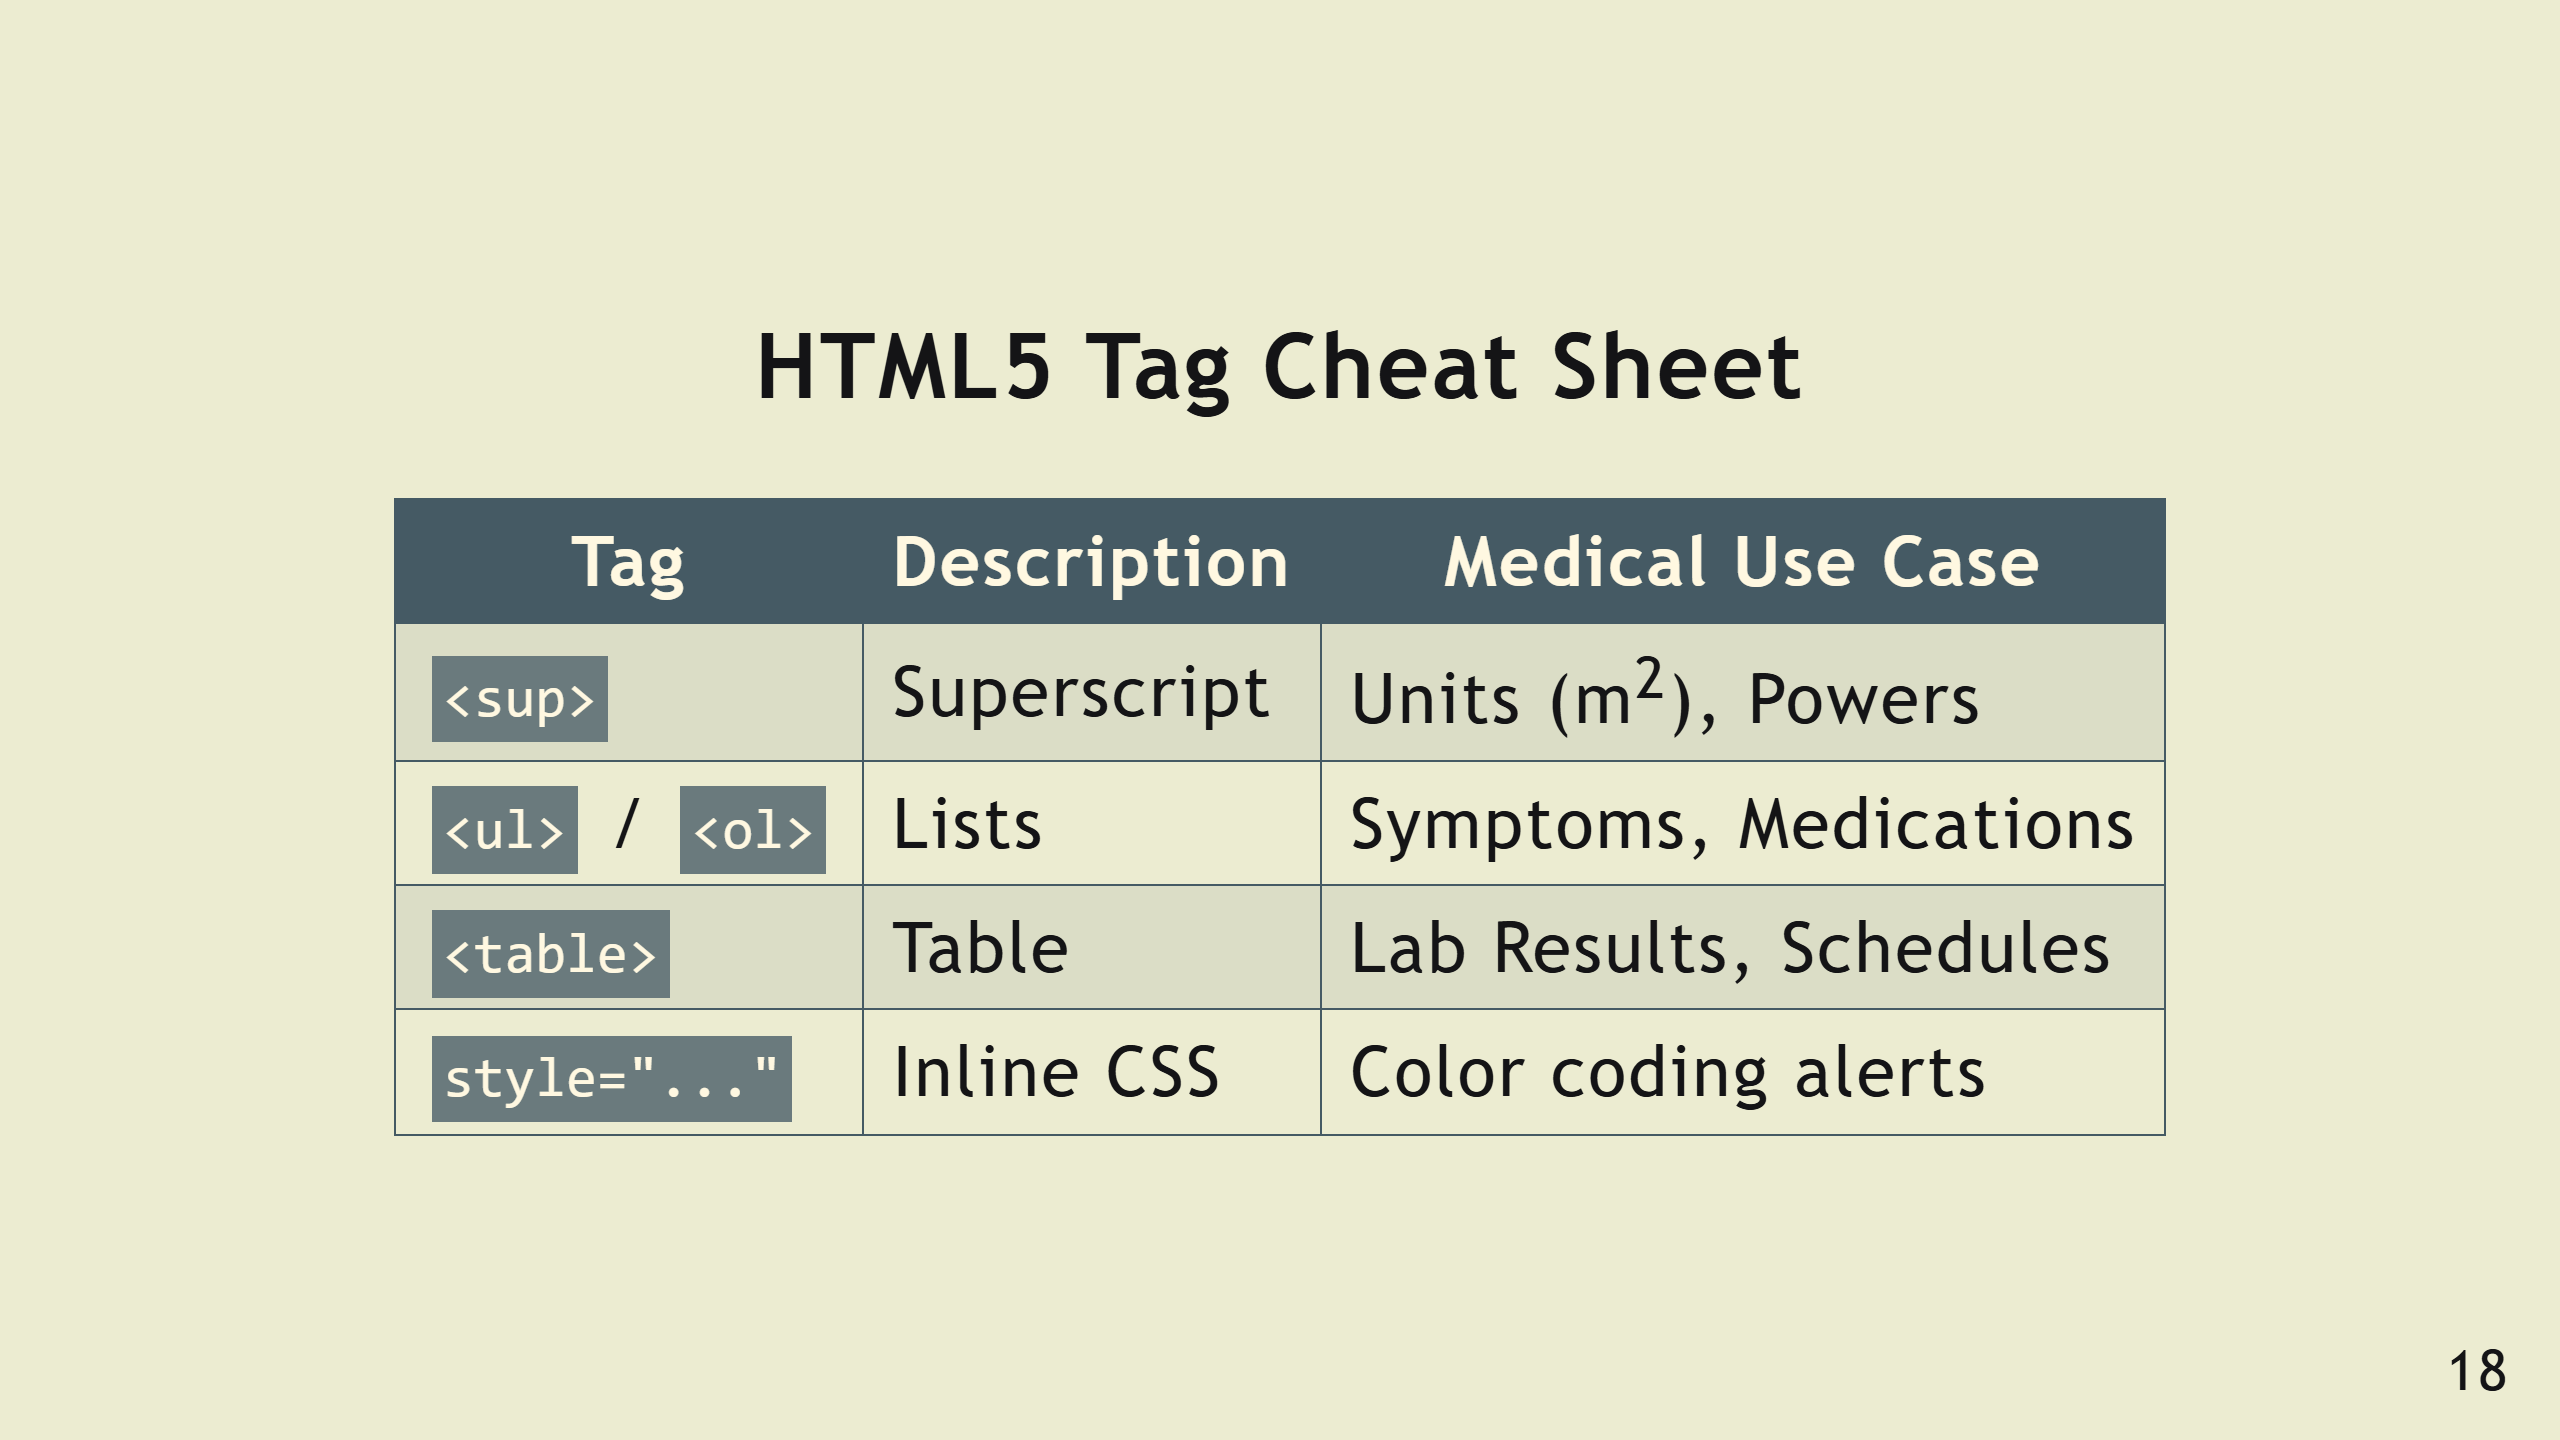 HTML5 Tag Cheat Sheet
Tag Description Medical Use Case
<sup> Superscript Units (m²), Powers
<ul> / <ol> Lists Symptoms, Medications
<table> Table Lab Results, Schedules
style="..." Inline CSS Color coding alerts
18